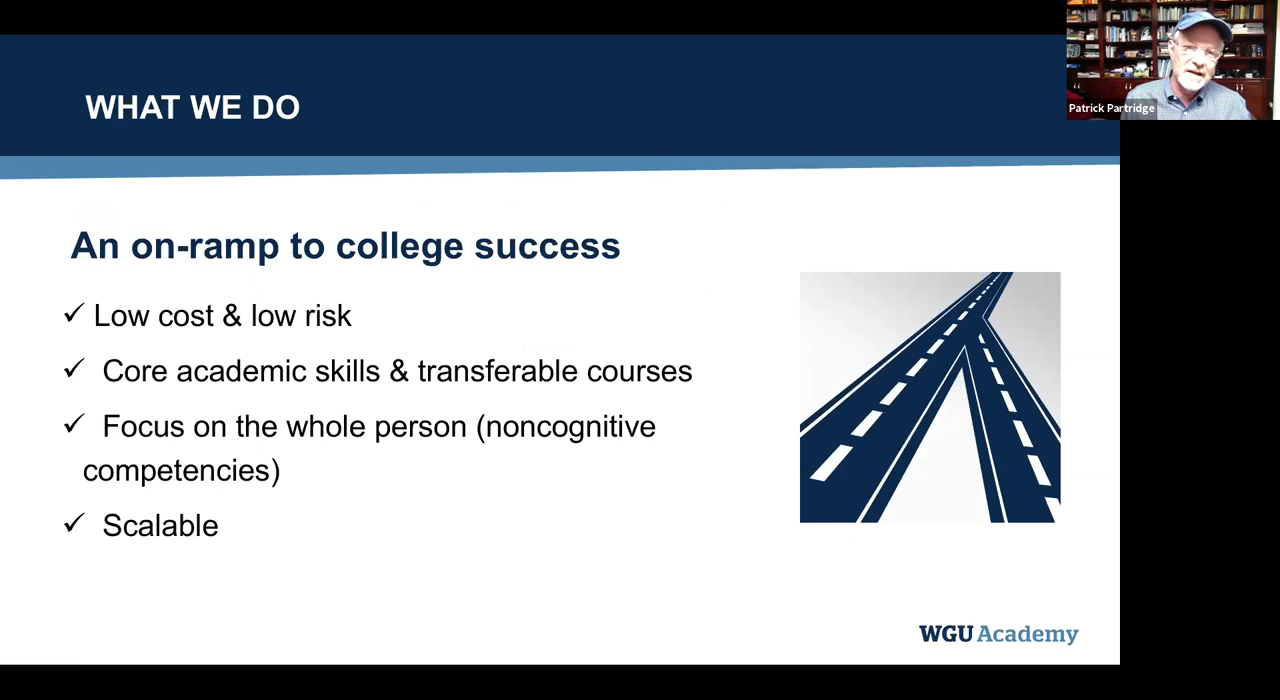 WHAT WE DO
Patrick Partridge
An on-ramp to college success
✓ Low cost & low risk
✓ Core academic skills & transferable courses
✓ Focus on the whole person (noncognitive
competencies)
✓ Scalable
WGU Academy